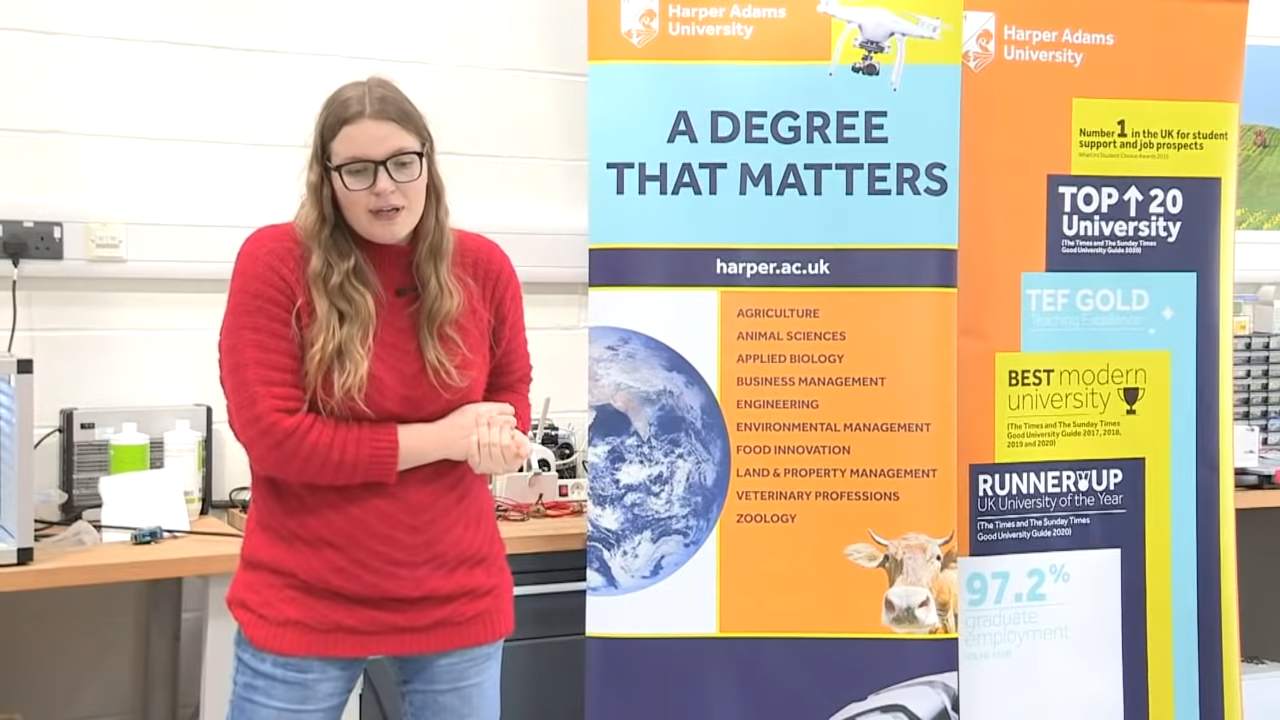 Harper Adams
University
A DEGREE
THAT MATTERS
harper.ac.uk
AGRICULTURE
ANIMAL SCIENCES
APPLIED BIOLOGY
BUSINESS MANAGEMENT
ENGINEERING
ENVIRONMENTAL MANAGEMENT
FOOD INNOVATION
LAND & PROPERTY MANAGEMENT
VETERINARY PROFESSIONS
ZOOLOGY
Harper Adams
University
Number 1 in the UK for student
support and job prospects
TOP ↑ 20
University
(The Times and The Sunday Times
Good University Guide 2020)
TEF GOLD
Teaching Excellence
BEST modern
university
(The Times and The Sunday Times
Good University Guide 2017, 2018,
2019 and 2020)
RUNNER UP
UK University of the Year
(The Times and The Sunday Times
Good University Guide 2020)
97.2%
graduate
employment